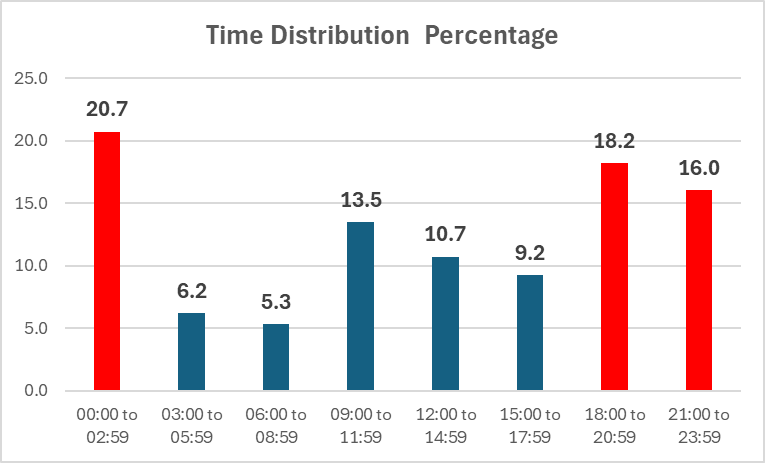 Time Distribution  Percentage
25.0
20.0
15.0
10.0
5.0
0.0
20.7
6.2
5.3
13.5
10.7
9.2
18.2
16.0
00:00 to 02:59
03:00 to 05:59
06:00 to 08:59
09:00 to 11:59
12:00 to 14:59
15:00 to 17:59
18:00 to 20:59
21:00 to 23:59